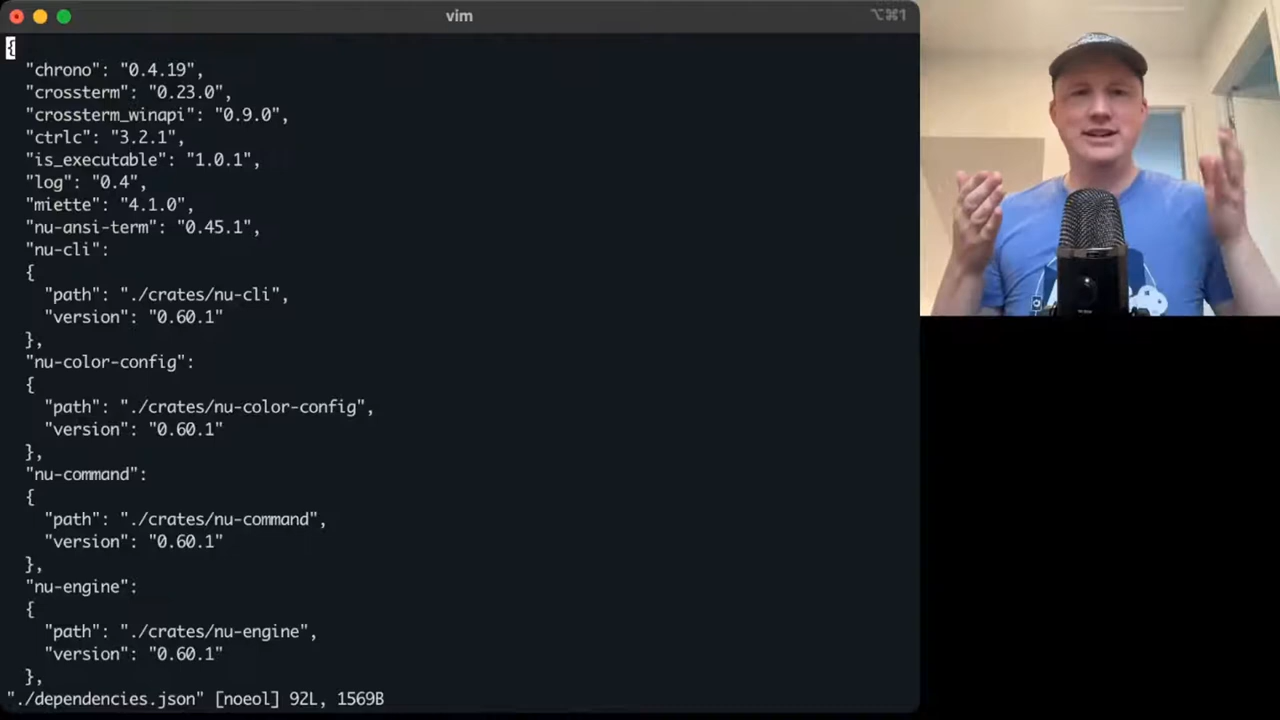 vim
⌥⌘1
{
"chrono": "0.4.19",
"crossterm": "0.23.0",
"crossterm_winapi": "0.9.0",
"ctrlc": "3.2.1",
"is_executable": "1.0.1",
"log": "0.4",
"miette": "4.1.0",
"nu-ansi-term": "0.45.1",
"nu-cli":
{
"path": "./crates/nu-cli",
"version": "0.60.1"
},
"nu-color-config":
{
"path": "./crates/nu-color-config",
"version": "0.60.1"
},
"nu-command":
{
"path": "./crates/nu-command",
"version": "0.60.1"
},
"nu-engine":
{
"path": "./crates/nu-engine",
"version": "0.60.1"
},
"./dependencies.json" [noeol] 92L, 1569B